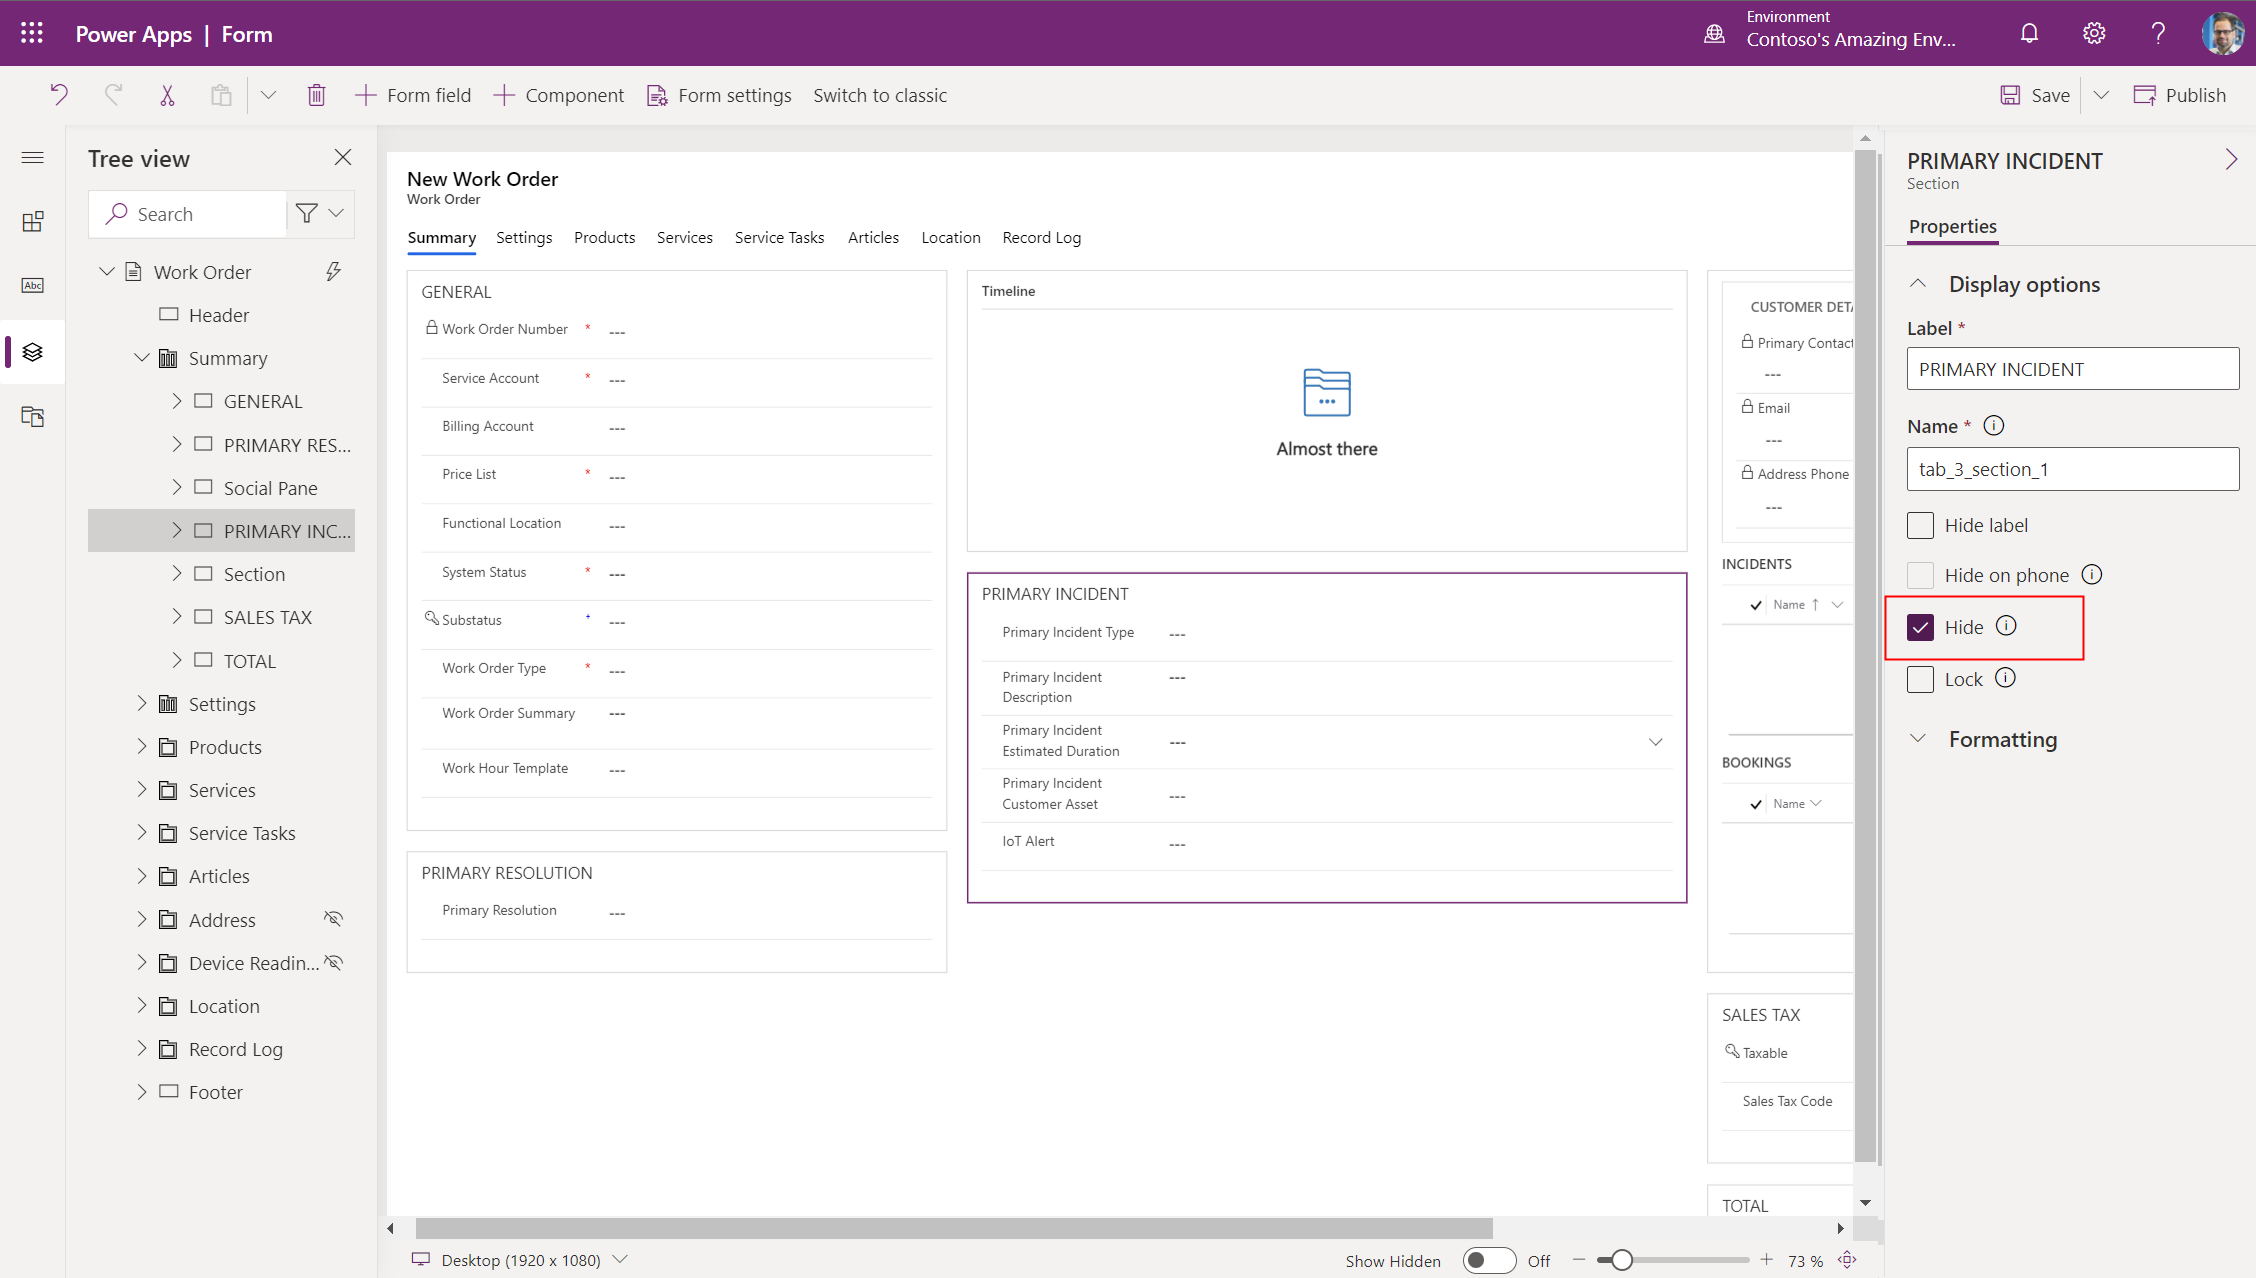 Power Apps | Form
Environment
Contoso's Amazing Env...
Form field
Component
Form settings
Switch to classic
Save
Publish
Tree view
Search
Work Order
Header
Summary
GENERAL
PRIMARY RES...
Social Pane
PRIMARY INC...
Section
SALES TAX
TOTAL
Settings
Products
Services
Service Tasks
Articles
Address
Device Readin...
Location
Record Log
Footer
Abc
New Work Order
Work Order
Summary Settings Products Services Service Tasks Articles Location Record Log
GENERAL
Work Order Number * ---
Service Account * ---
Billing Account ---
Price List * ---
Functional Location ---
System Status * ---
Substatus + ---
Work Order Type * ---
Work Order Summary ---
Work Hour Template ---
PRIMARY RESOLUTION
Primary Resolution ---
Timeline
Almost there
PRIMARY INCIDENT
Primary Incident Type ---
Primary Incident ---
Description
Primary Incident
Estimated Duration ---
Primary Incident
Customer Asset ---
IoT Alert ---
CUSTOMER DETA
Primary Contact
---
Email
---
Address Phone
---
INCIDENTS
Name ↑
BOOKINGS
Name
SALES TAX
Taxable
Sales Tax Code
TOTAL
Desktop (1920 x 1080)
Show Hidden Off
73 %
PRIMARY INCIDENT
Section
Properties
Display options
Label *
PRIMARY INCIDENT
Name *
tab_3_section_1
Hide label
Hide on phone
Hide
Lock
Formatting